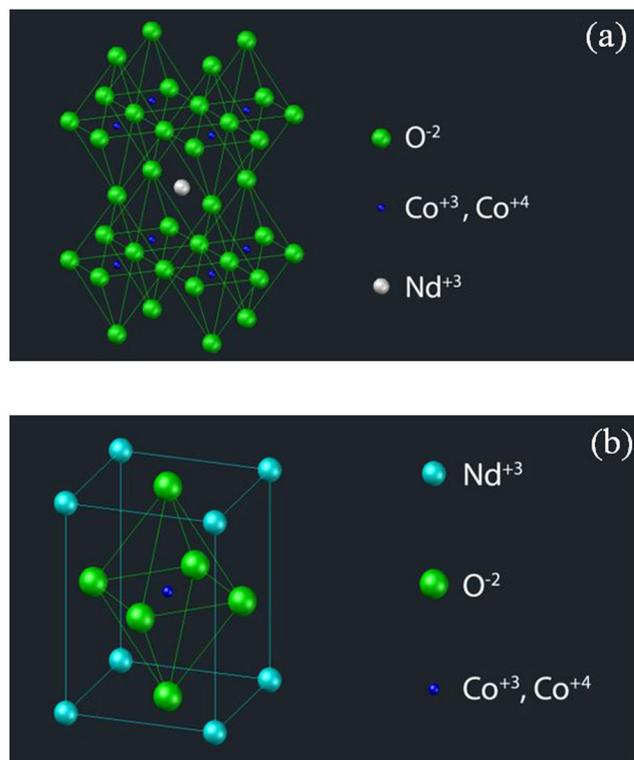 (a)
O⁻²
Co⁺³, Co⁺⁴
Nd⁺³
(b)
Nd⁺³
O⁻²
Co⁺³, Co⁺⁴